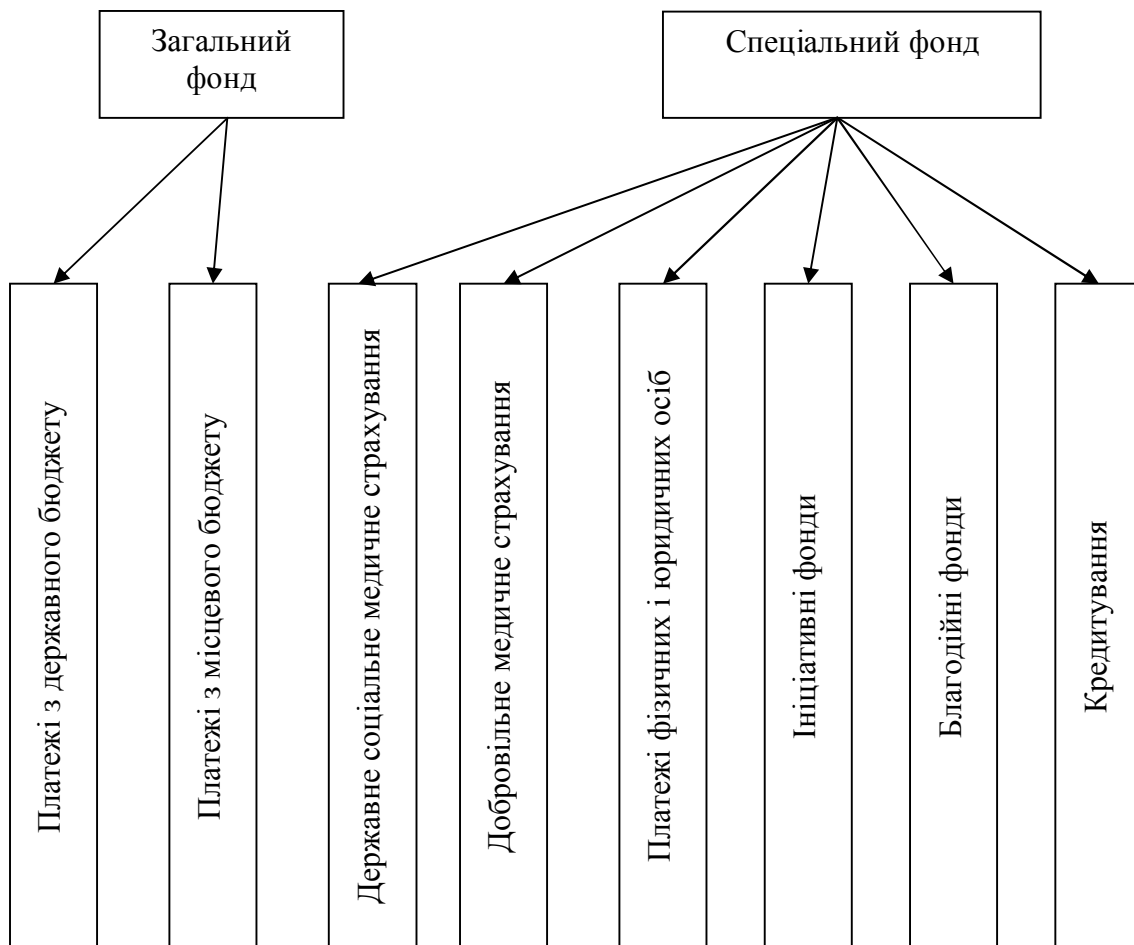 Загальний
фонд
Спеціальний фонд
Платежі з державного бюджету
Платежі з місцевого бюджету
Державне соціальне медичне страхування
Добровільне медичне страхування
Платежі фізичних і юридичних осіб
Ініціативні фонди
Благодійні фонди
Кредитування